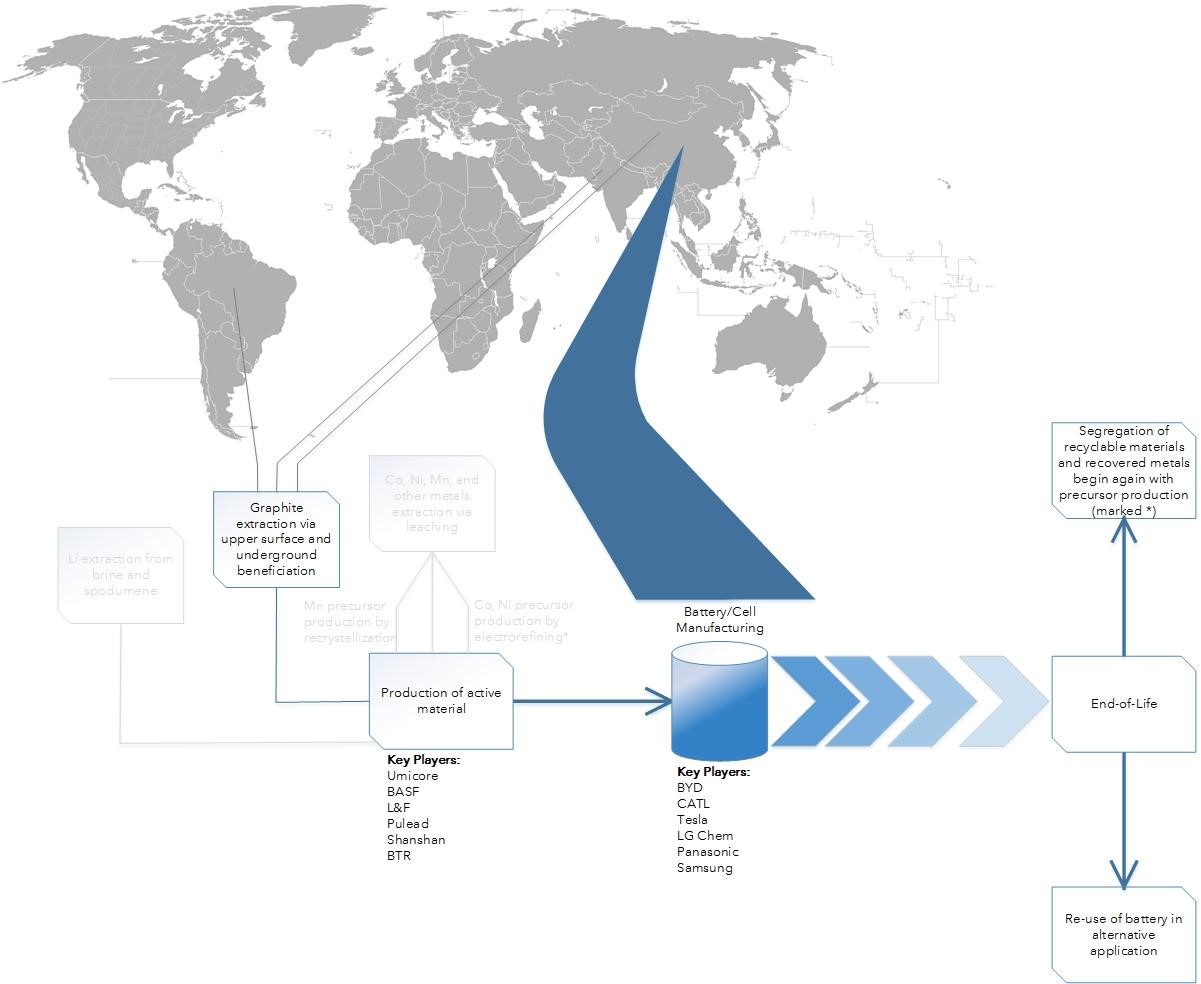 Segregation of
recyclable materials
and recovered metals
begin again with
precursor production
(marked *)
Co, Ni, Mn, and
other metals
extraction via
leaching
Graphite
extraction via
upper surface and
underground
beneficiation
Li extraction from
brine and
spodumene
Mn precursor
production by
recrystallization
Co, Ni precursor
production by
electrorefining*
Battery/Cell
Manufacturing
Production of active
material
End-of-Life
Key Players:
Umicore
BASF
L&F
Pulead
Shanshan
BTR
Key Players:
BYD
CATL
Tesla
LG Chem
Panasonic
Samsung
Re-use of battery in
alternative
application